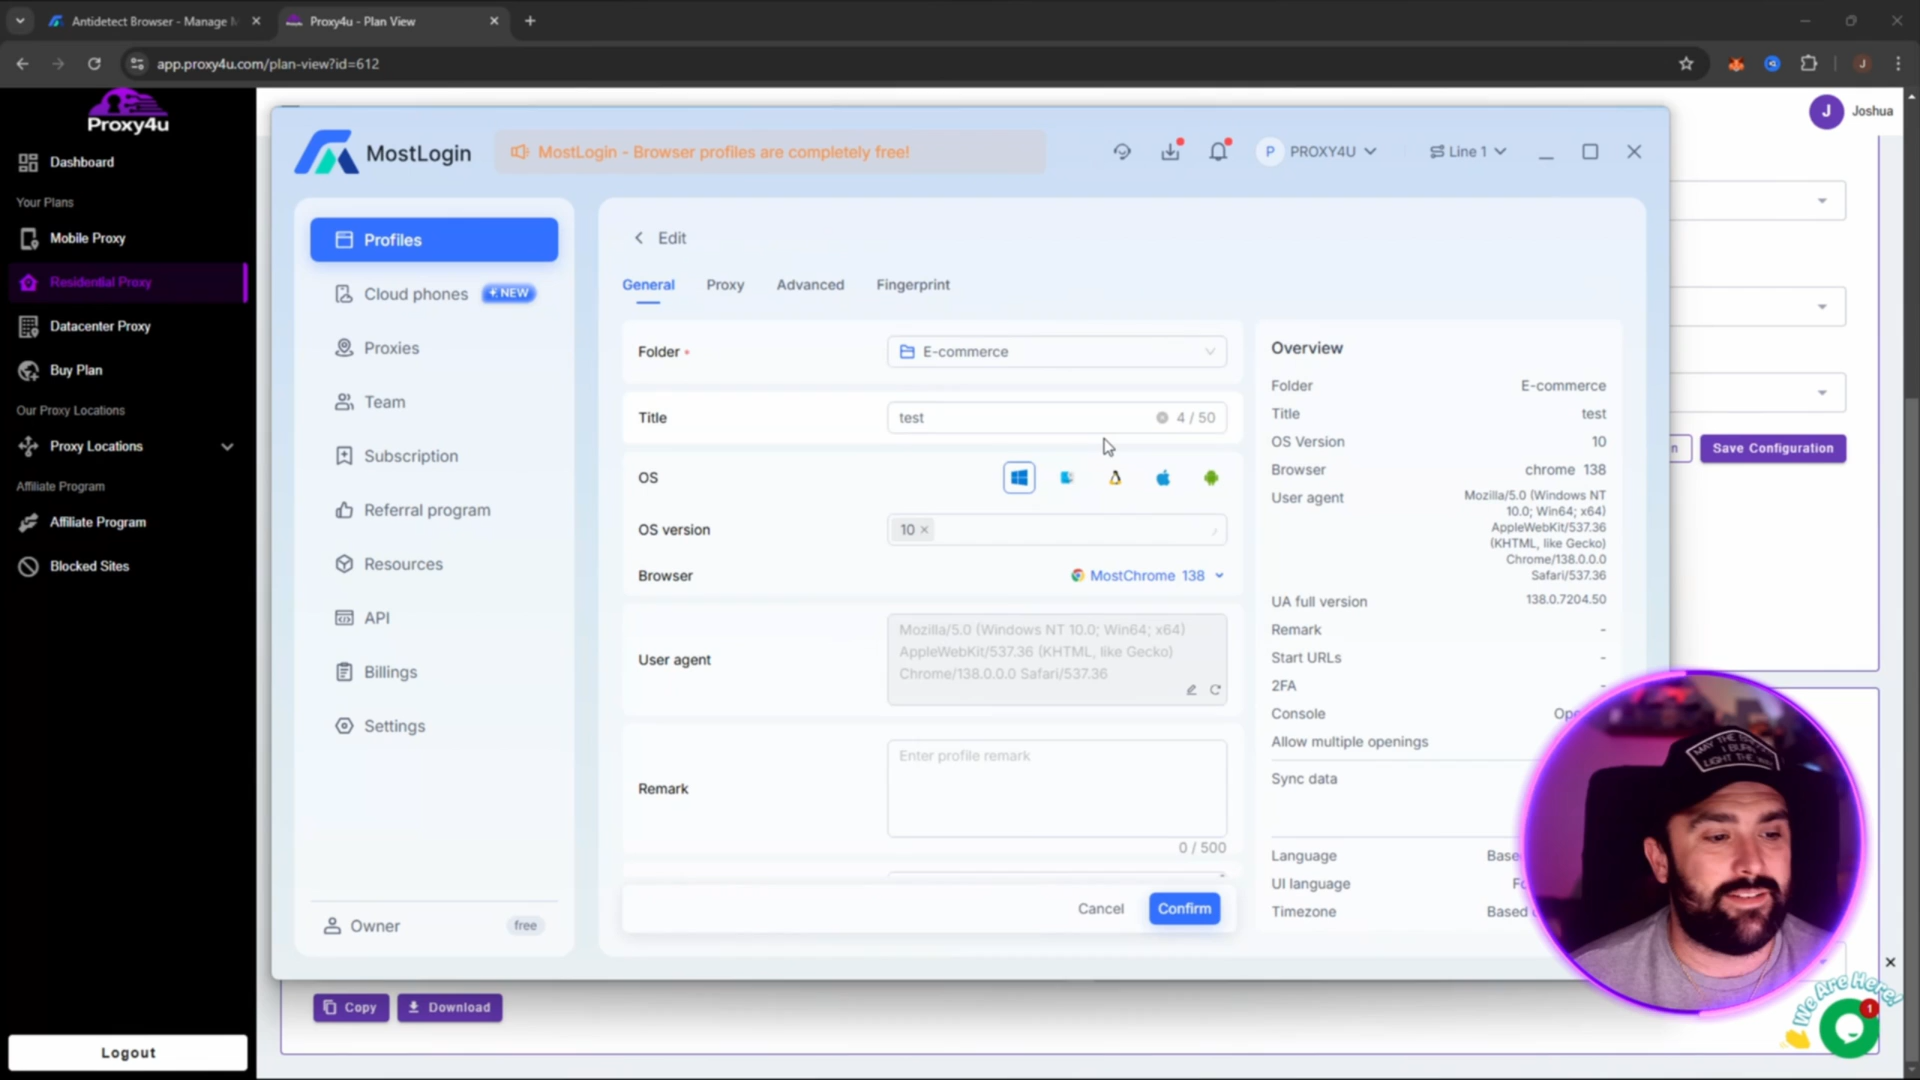 Antidetect Browser - Manage M
Proxy4u - Plan View
app.proxy4u.com/plan-view?id=612
J
Proxy4u
Dashboard
Your Plans
Mobile Proxy
Residential Proxy
Datacenter Proxy
Buy Plan
Our Proxy Locations
Proxy Locations
Affiliate Program
Affiliate Program
Blocked Sites
Logout
J Joshua
Save Configuration
MostLogin
MostLogin - Browser profiles are completely free!
P PROXY4U
Line 1
Profiles
Cloud phones
NEW
Proxies
Team
Subscription
Referral program
Resources
API
Billings
Settings
Owner
free
Edit
General
Proxy
Advanced
Fingerprint
Folder
E-commerce
Title
test
4 / 50
OS
OS version
10
Browser
MostChrome 138
User agent
Mozilla/5.0 (Windows NT 10.0; Win64; x64)
AppleWebKit/537.36 (KHTML, like Gecko)
Chrome/138.0.0.0 Safari/537.36
Remark
Enter profile remark
0 / 500
Cancel
Confirm
Overview
Folder E-commerce
Title test
OS Version 10
Browser chrome 138
User agent
Mozilla/5.0 (Windows NT
10.0; Win64; x64)
AppleWebKit/537.36
(KHTML, like Gecko)
Chrome/138.0.0.0
Safari/537.36
UA full version 138.0.7204.50
Remark -
Start URLs -
2FA -
Console
Allow multiple openings
Sync data
Language
UI language
Timezone Based
Copy
Download
We Are Here!
1